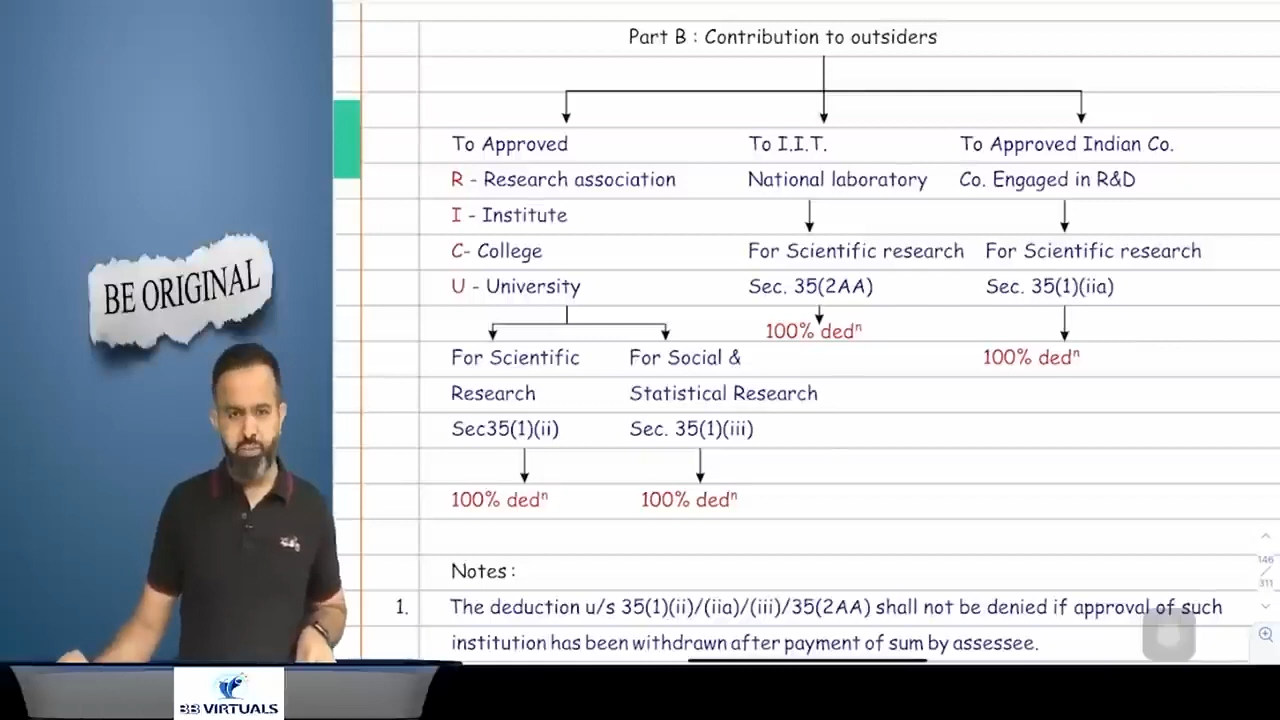 BE ORIGINAL
BB VIRTUALS
Part B : Contribution to outsiders
To Approved
R - Research association
I - Institute
C- College
U - University
For Scientific
Research
Sec35(1)(ii)
100% dedⁿ
For Social &
Statistical Research
Sec. 35(1)(iii)
100% dedⁿ
To I.I.T.
National laboratory
For Scientific research
Sec. 35(2AA)
100% dedⁿ
To Approved Indian Co.
Co. Engaged in R&D
For Scientific research
Sec. 35(1)(iia)
100% dedⁿ
Notes :
1. The deduction u/s 35(1)(ii)/(iia)/(iii)/35(2AA) shall not be denied if approval of such
institution has been withdrawn after payment of sum by assessee.
146
311